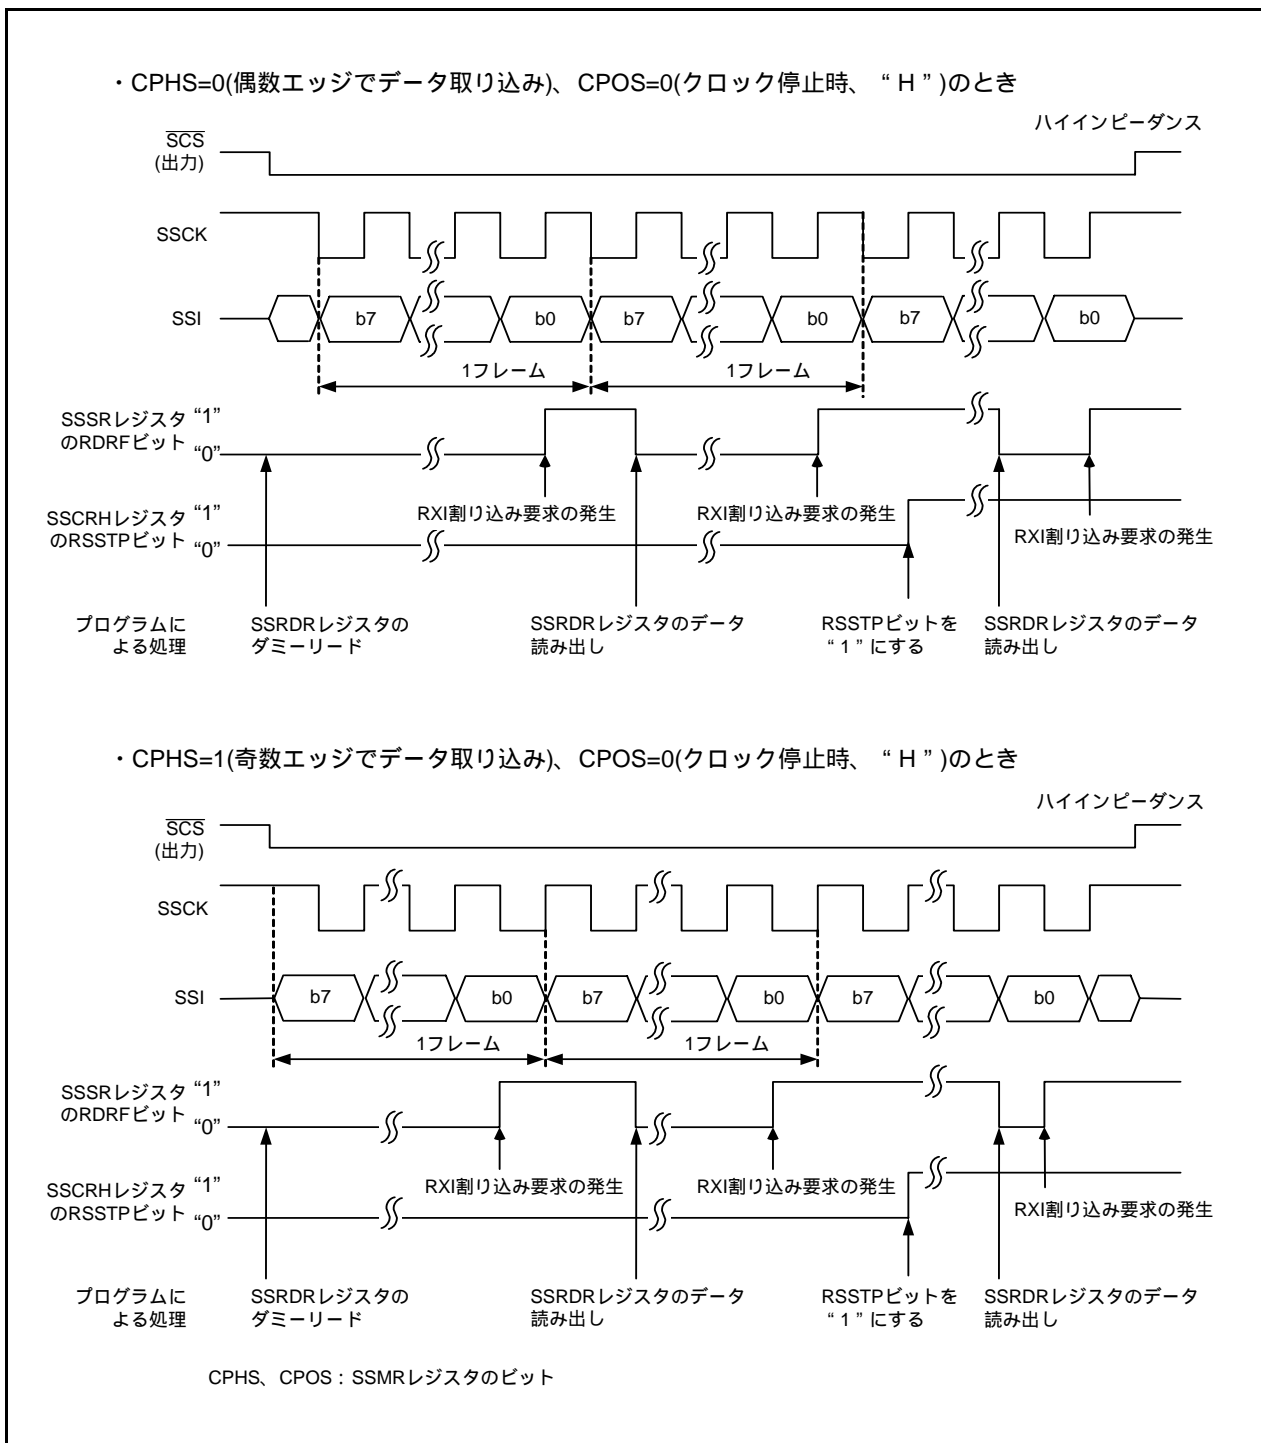 ・CPHS=0(偶数エッジでデータ取り込み)、CPOS=0(クロック停止時、“H”)のとき
ハイインピーダンス
SCS
(出力)
SSCK
SSI
b7
b0
b7
b0
b7
b0
1フレーム
1フレーム
SSSRレジスタ “1”
のRDRFビット “0”
RXI割り込み要求の発生
RXI割り込み要求の発生
SSCRHレジスタ “1”
のRSSTPビット “0”
RXI割り込み要求の発生
プログラムに
よる処理
SSRDRレジスタの
ダミーリード
SSRDRレジスタのデータ
読み出し
RSSTPビットを
“1”にする
SSRDRレジスタのデータ
読み出し
・CPHS=1(奇数エッジでデータ取り込み)、CPOS=0(クロック停止時、“H”)のとき
ハイインピーダンス
SCS
(出力)
SSCK
SSI
b7
b0
b7
b0
b7
b0
1フレーム
1フレーム
SSSRレジスタ “1”
のRDRFビット “0”
RXI割り込み要求の発生
RXI割り込み要求の発生
SSCRHレジスタ “1”
のRSSTPビット “0”
RXI割り込み要求の発生
プログラムに
よる処理
SSRDRレジスタの
ダミーリード
SSRDRレジスタのデータ
読み出し
RSSTPビットを
“1”にする
SSRDRレジスタのデータ
読み出し
CPHS、CPOS:SSMRレジスタのビット